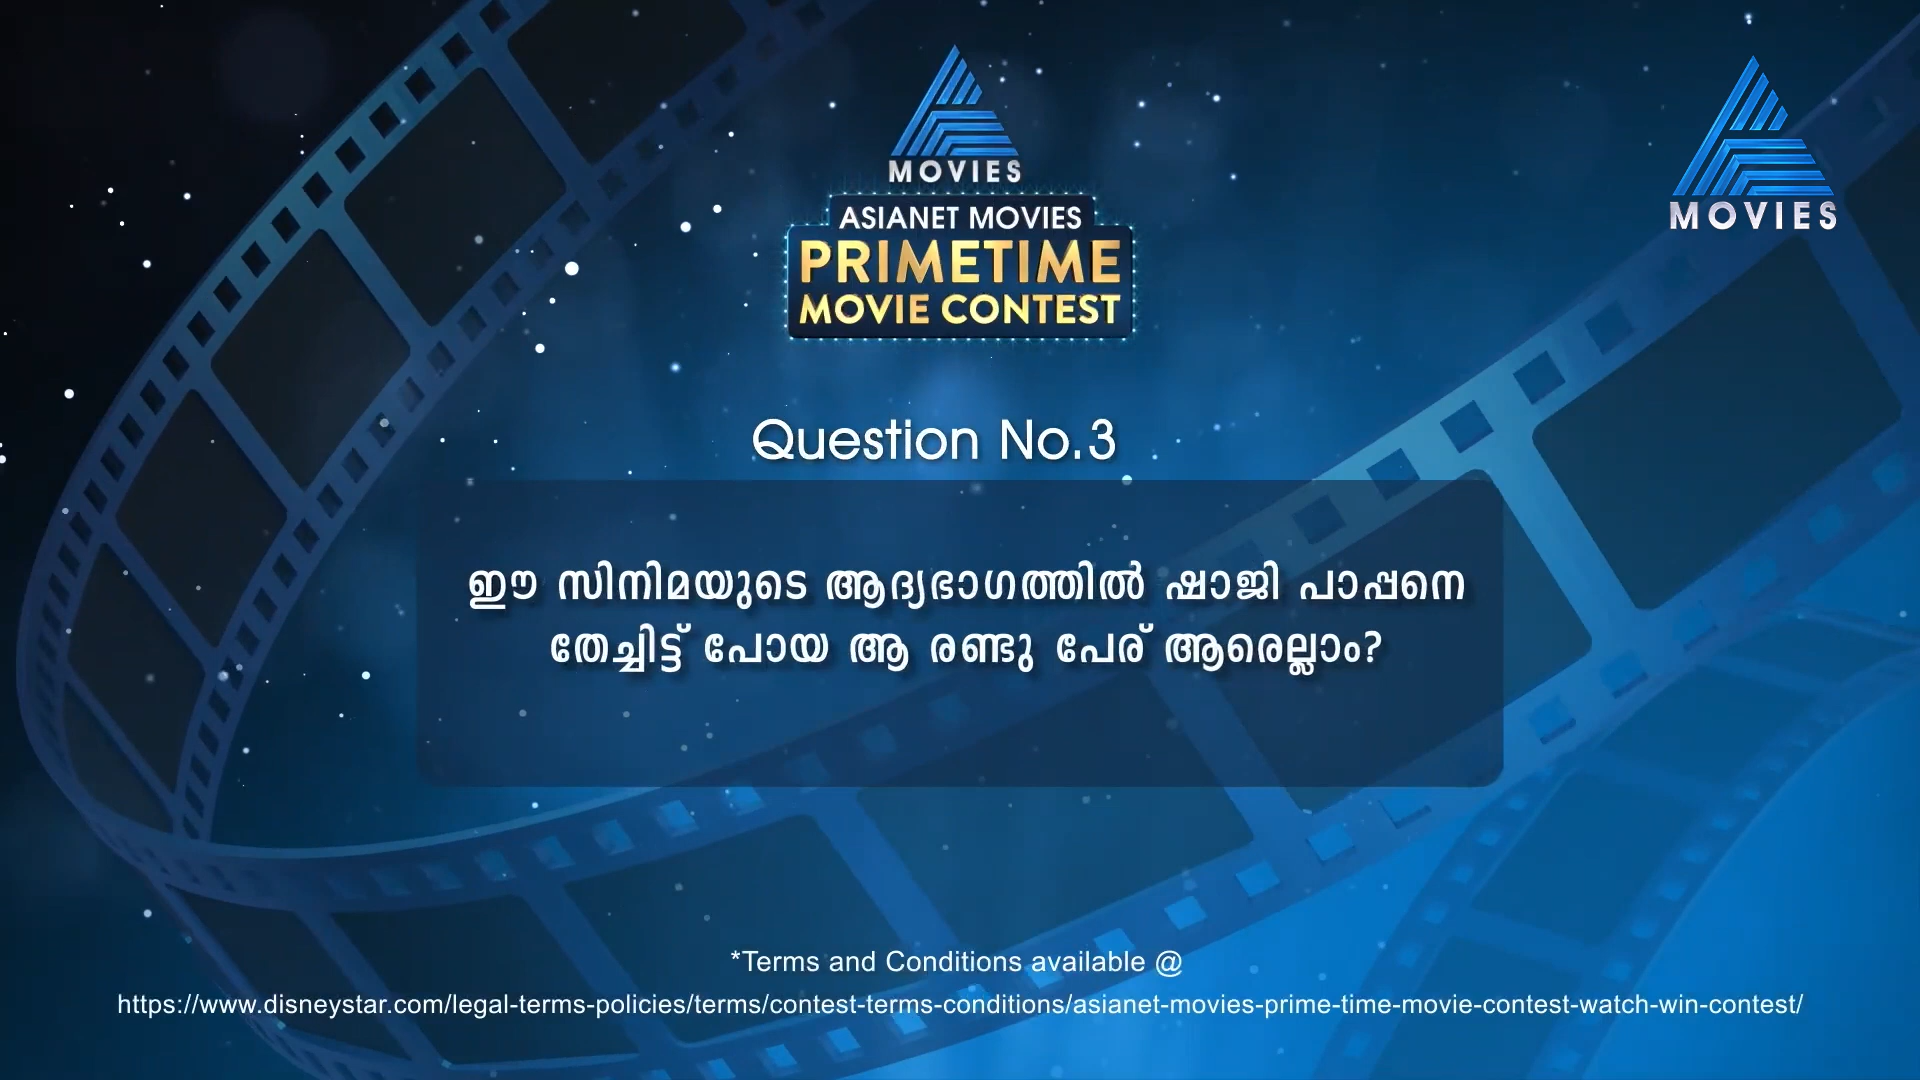 MOVIES
ASIANET MOVIES
PRIMETIME
MOVIE CONTEST
MOVIES
Question No.3
ഈ സിനിമയുടെ ആദ്യഭാഗത്തിൽ ഷാജി പാപ്പനെ
തേച്ചിട്ട് പോയ ആ രണ്ടു പേര് ആരെല്ലാം?
*Terms and Conditions available @
https://www.disneystar.com/legal-terms-policies/terms/contest-terms-conditions/asianet-movies-prime-time-movie-contest-watch-win-contest/